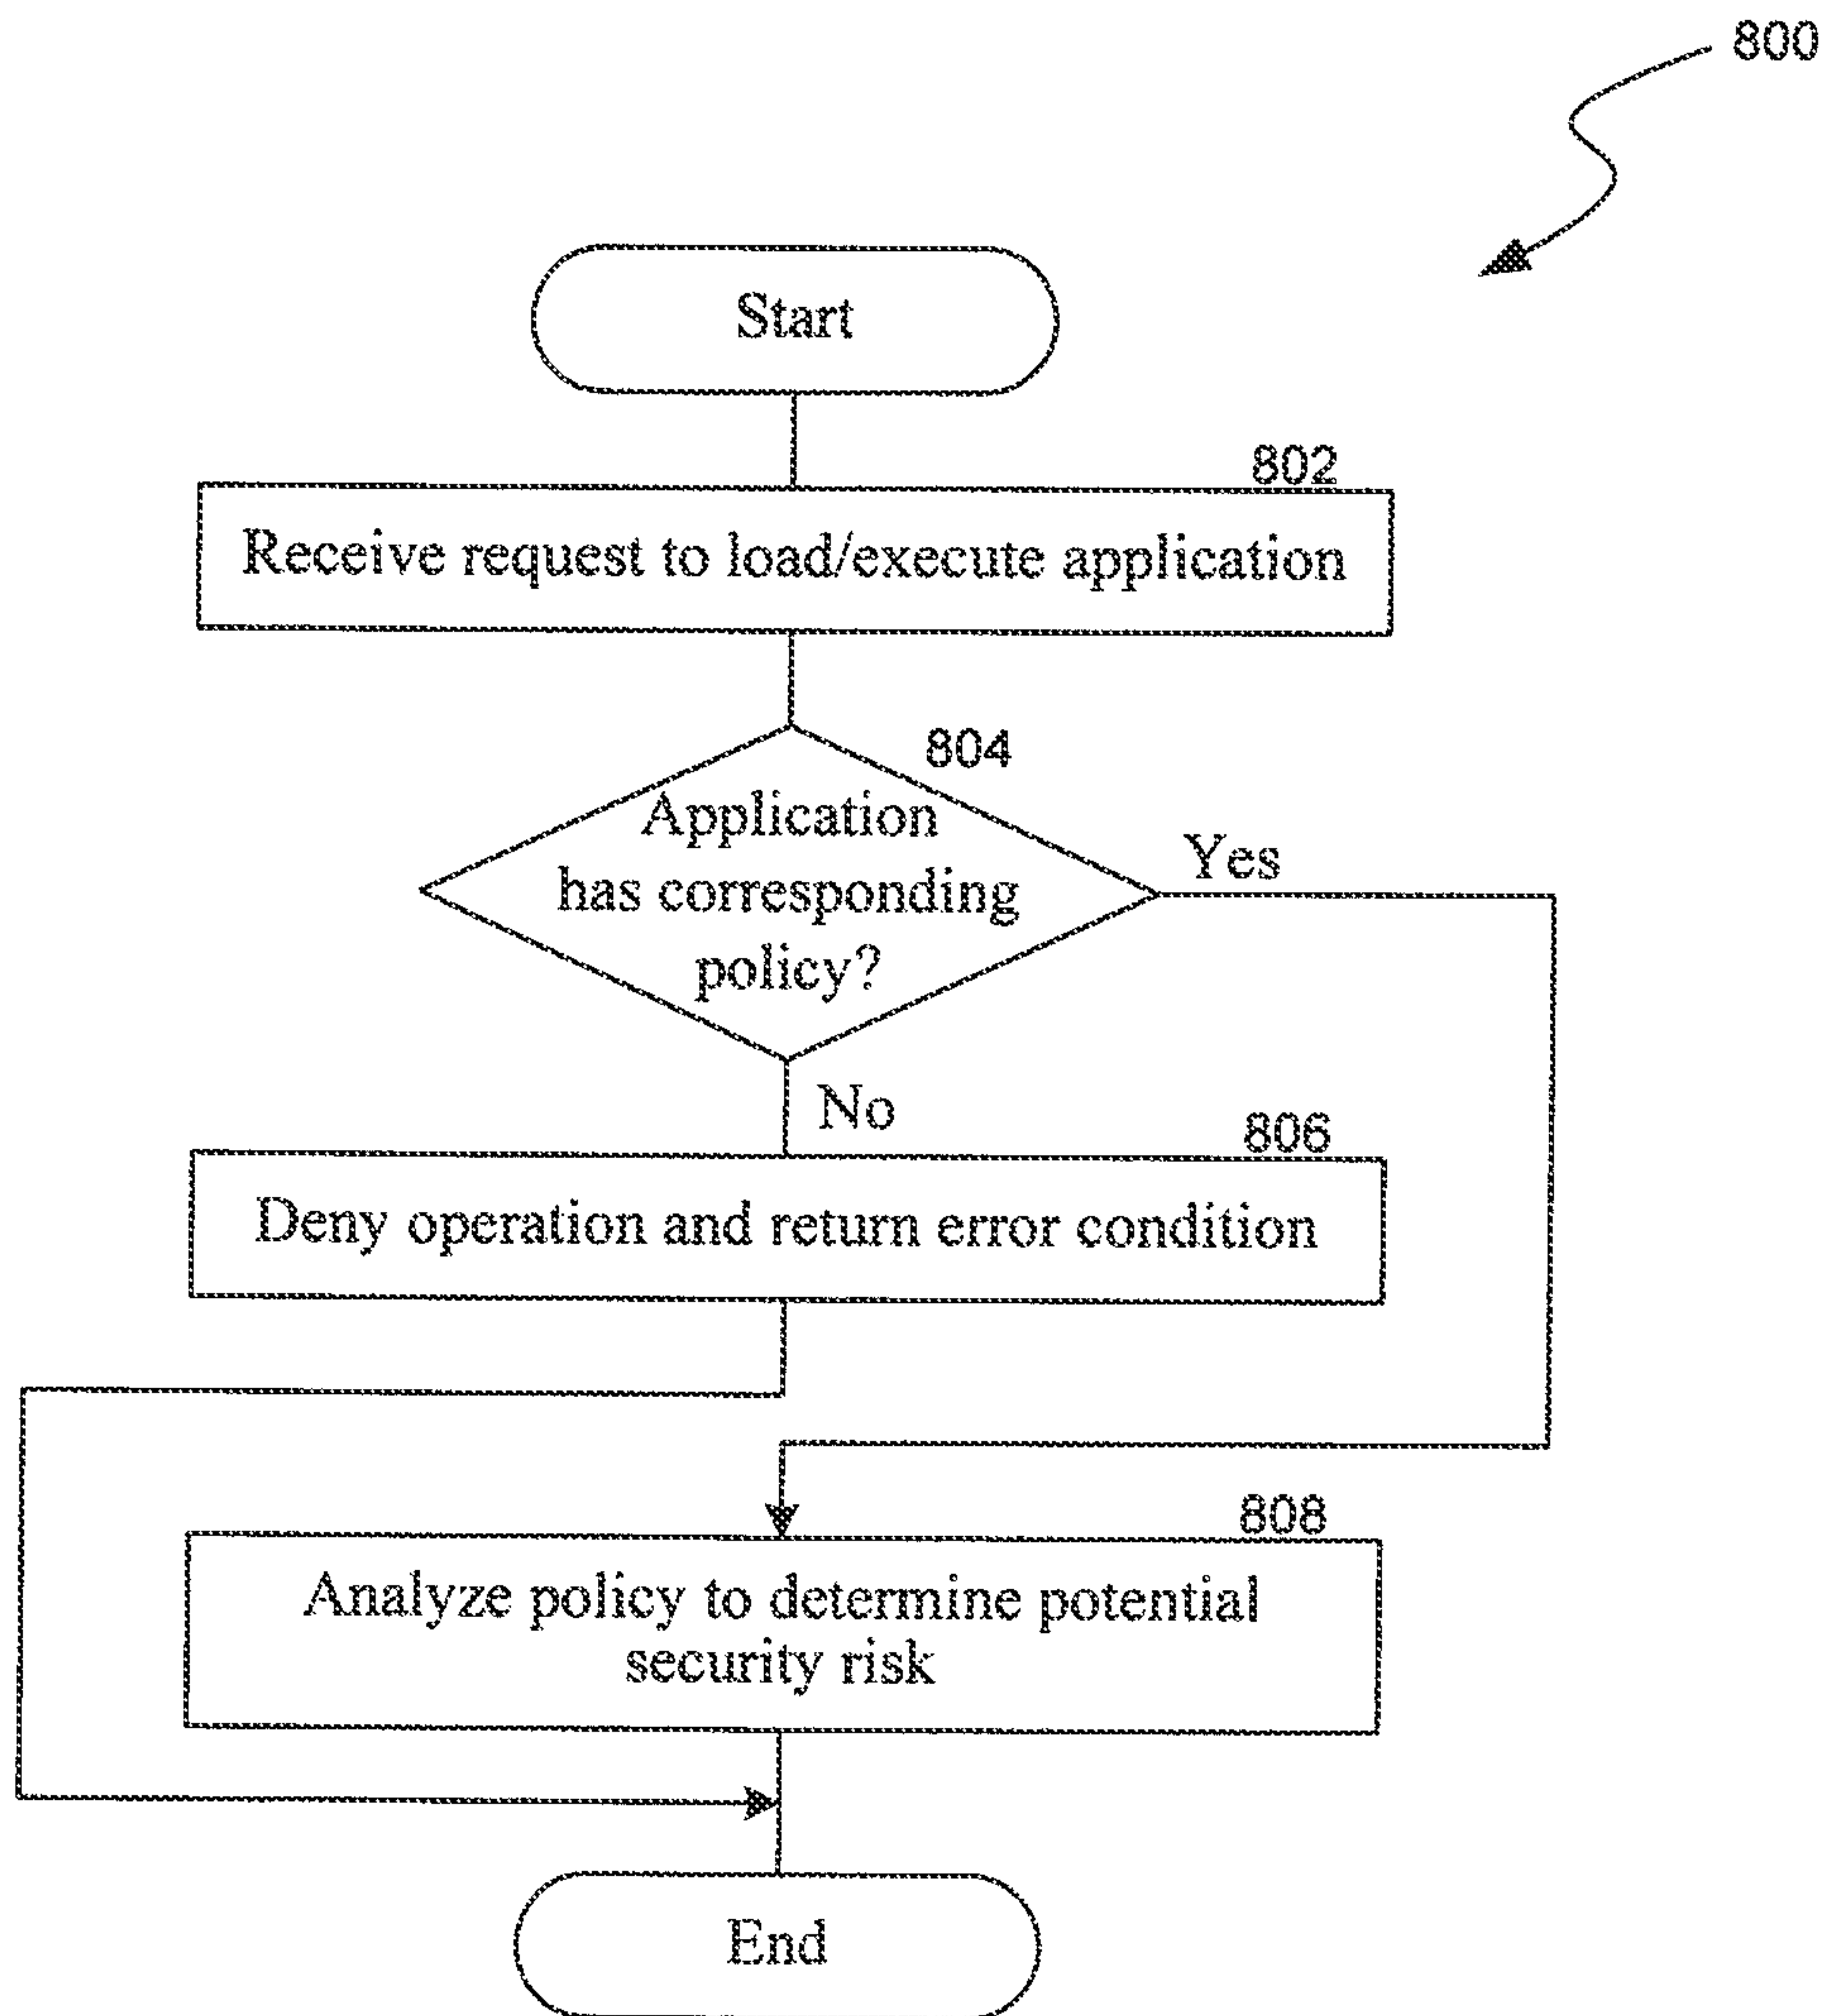 800
Start
802
Receive request to load/execute application
804
Application
has corresponding
policy?
Yes
No
806
Deny operation and return error condition
808
Analyze policy to determine potential
security risk
End